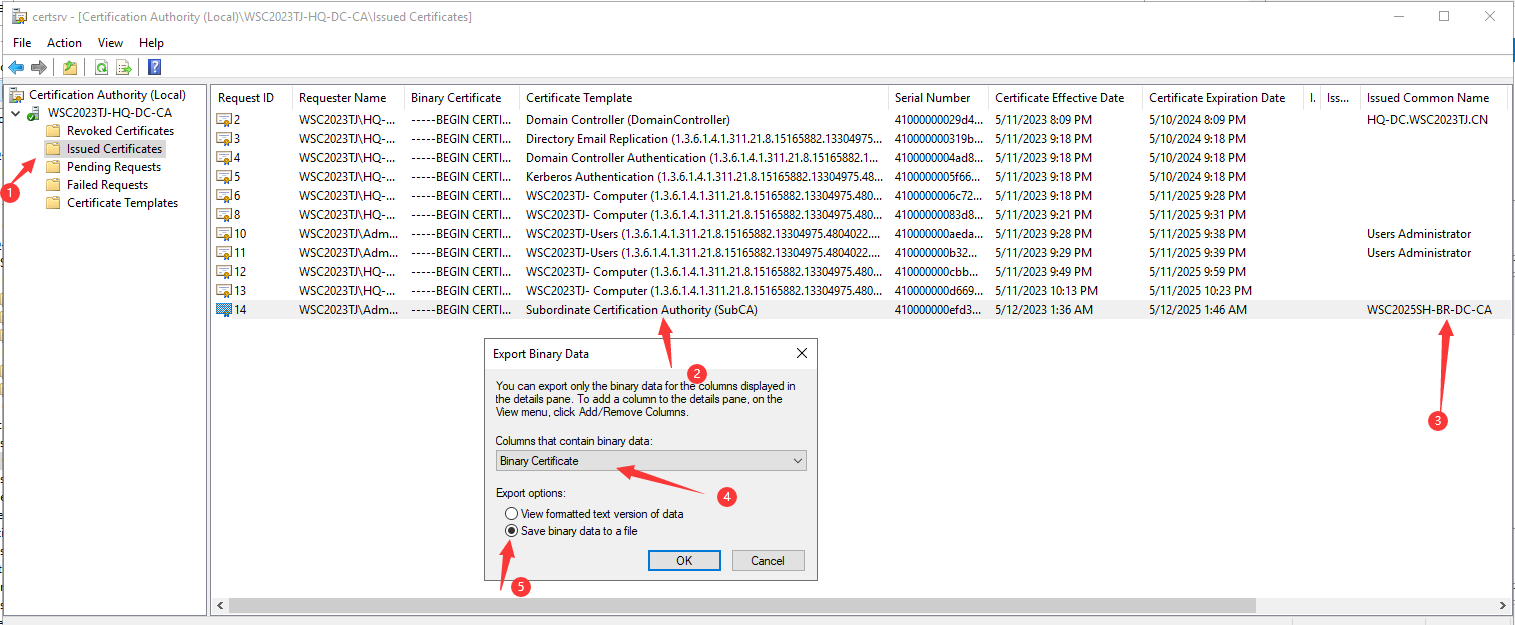 certsrv - [Certification Authority (Local)\WSC2023TJ-HQ-DC-CA\Issued Certificates]
File Action View Help
Certification Authority (Local)
WSC2023TJ-HQ-DC-CA
Revoked Certificates
Issued Certificates
Pending Requests
Failed Requests
Certificate Templates
1
Request ID Requester Name Binary Certificate Certificate Template Serial Number Certificate Effective Date Certificate Expiration Date I. Iss... Issued Common Name
2 WSC2023TJ\HQ-... -----BEGIN CERTI... Domain Controller (DomainController) 41000000029d4... 5/11/2023 8:09 PM 5/10/2024 8:09 PM HQ-DC.WSC2023TJ.CN
3 WSC2023TJ\HQ-... -----BEGIN CERTI... Directory Email Replication (1.3.6.1.4.1.311.21.8.15165882.13304975... 4100000000319b... 5/11/2023 9:18 PM 5/10/2024 9:18 PM
4 WSC2023TJ\HQ-... -----BEGIN CERTI... Domain Controller Authentication (1.3.6.1.4.1.311.21.8.15165882.1... 41000000004ad8... 5/11/2023 9:18 PM 5/10/2024 9:18 PM
5 WSC2023TJ\HQ-... -----BEGIN CERTI... Kerberos Authentication (1.3.6.1.4.1.311.21.8.15165882.13304975.48... 41000000005f66... 5/11/2023 9:18 PM 5/10/2024 9:18 PM
6 WSC2023TJ\HQ-... -----BEGIN CERTI... WSC2023TJ- Computer (1.3.6.1.4.1.311.21.8.15165882.13304975.480... 41000000006c72... 5/11/2023 9:18 PM 5/11/2025 9:28 PM
8 WSC2023TJ\HQ-... -----BEGIN CERTI... WSC2023TJ- Computer (1.3.6.1.4.1.311.21.8.15165882.13304975.480... 410000000083d8... 5/11/2023 9:21 PM 5/11/2025 9:31 PM
10 WSC2023TJ\Adm... -----BEGIN CERTI... WSC2023TJ-Users (1.3.6.1.4.1.311.21.8.15165882.13304975.4804022.... 410000000aeda... 5/11/2023 9:28 PM 5/11/2025 9:38 PM Users Administrator
11 WSC2023TJ\Adm... -----BEGIN CERTI... WSC2023TJ-Users (1.3.6.1.4.1.311.21.8.15165882.13304975.4804022.... 410000000b32... 5/11/2023 9:29 PM 5/11/2025 9:39 PM Users Administrator
12 WSC2023TJ\HQ-... -----BEGIN CERTI... WSC2023TJ- Computer (1.3.6.1.4.1.311.21.8.15165882.13304975.480... 410000000cbb... 5/11/2023 9:49 PM 5/11/2025 9:59 PM
13 WSC2023TJ\HQ-... -----BEGIN CERTI... WSC2023TJ- Computer (1.3.6.1.4.1.311.21.8.15165882.13304975.480... 410000000d669... 5/11/2023 10:13 PM 5/11/2025 10:23 PM
14 WSC2023TJ\Adm... -----BEGIN CERTI... Subordinate Certification Authority (SubCA) 410000000efd3... 5/12/2023 1:36 AM 5/12/2025 1:46 AM WSC2025SH-BR-DC-CA
2
3
Export Binary Data
You can export only the binary data for the columns displayed in
the details pane. To add a column to the details pane, on the
View menu, click Add/Remove Columns.
Columns that contain binary data:
Binary Certificate
4
Export options:
View formatted text version of data
Save binary data to a file
OK Cancel
5